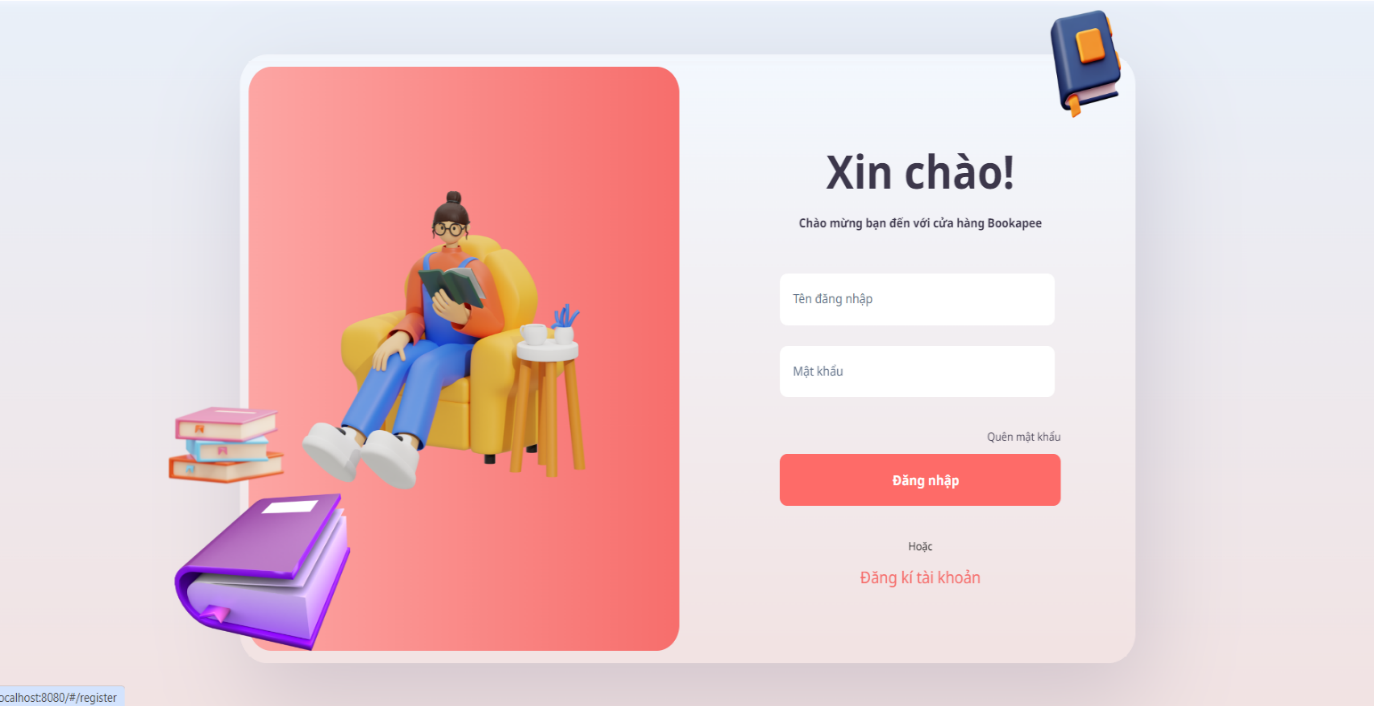 Xin chào!
Chào mừng bạn đến với cửa hàng Bookapee
Tên đăng nhập
Mật khẩu
Quên mật khẩu
Đăng nhập
Hoặc
Đăng kí tài khoản
ocalhost:8080/#/register